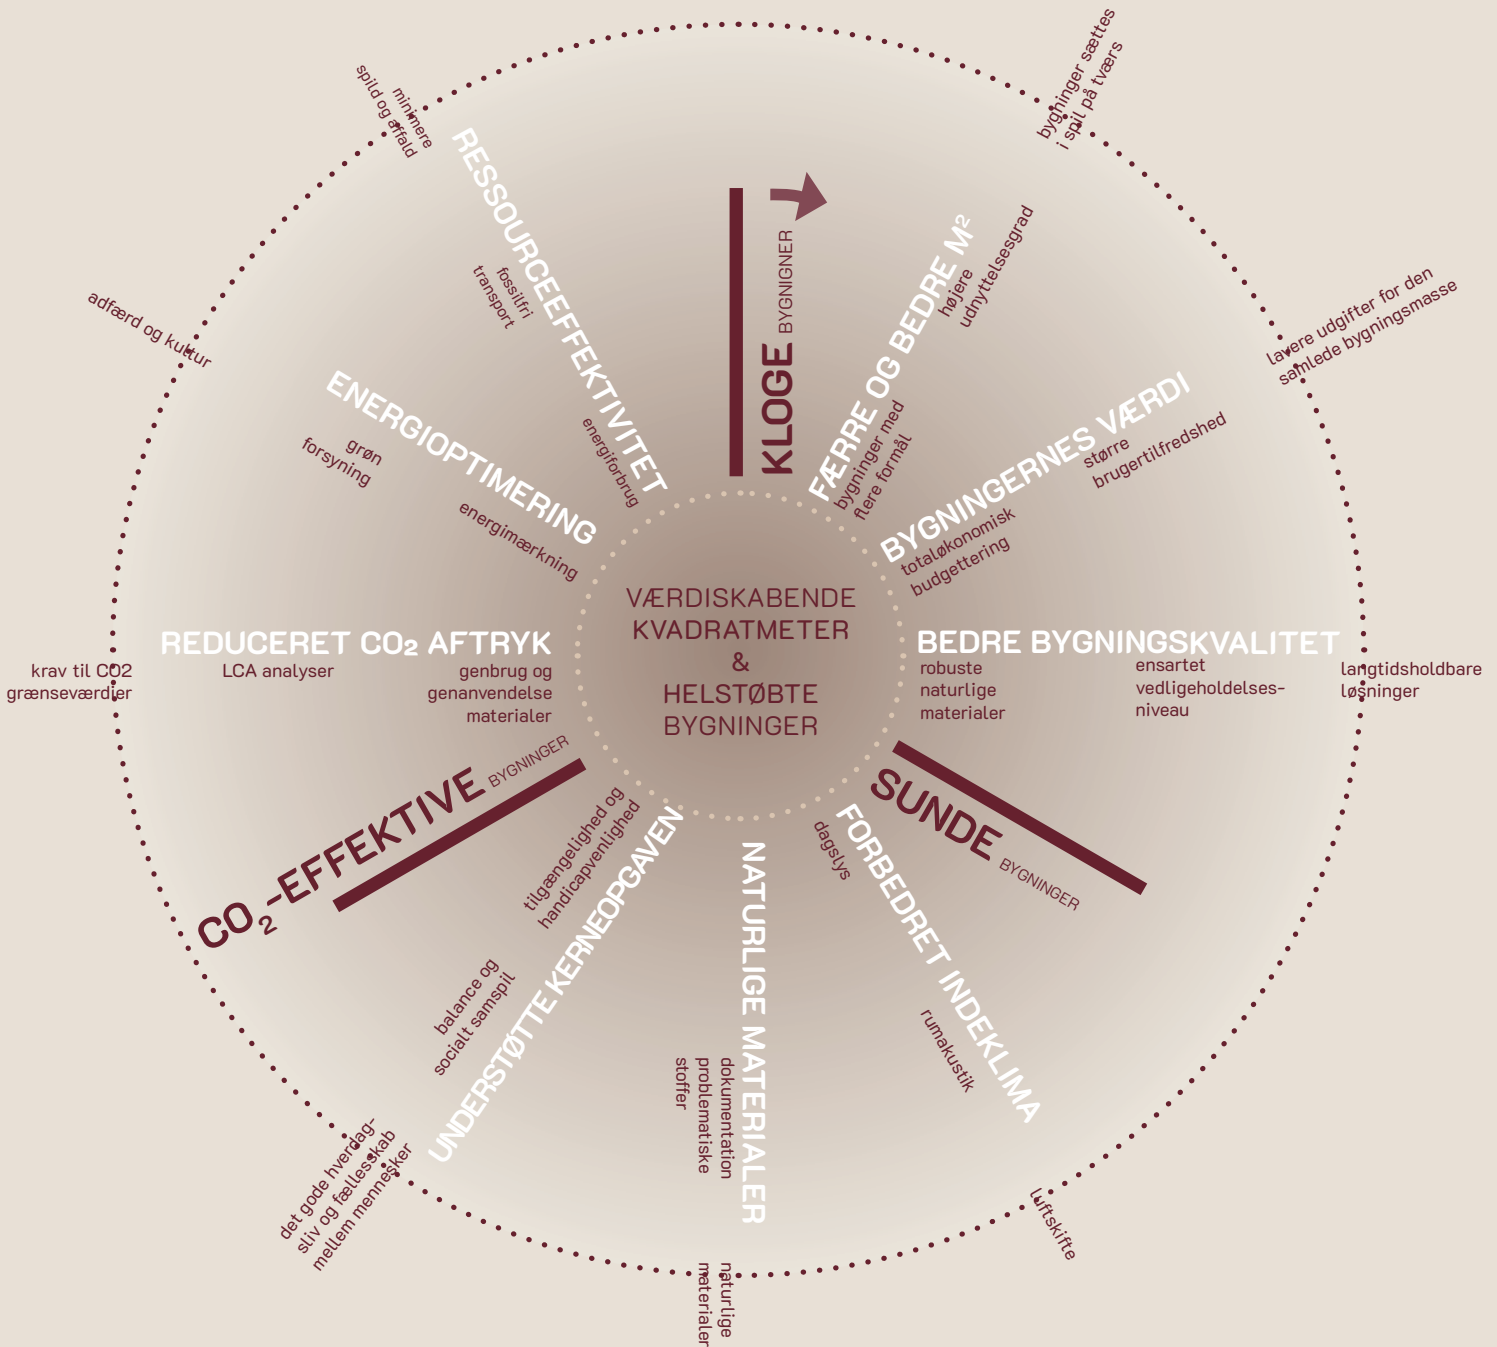 VÆRDISKABENDE
KVADRATMETER
&
HELSTØBTE
BYGNINGER
KLOGE BYGNIGNER
FÆRRE OG BEDRE M²
bygninger med
flere formål
højere
udnyttelsesgrad
bygninger sættes
i spil på tværs
BYGNINGERNES VÆRDI
totaløkonomisk
budgettering
større
brugertilfredshed
lavere udgifter for den
samlede bygningsmasse
BEDRE BYGNINGSKVALITET
robuste
naturlige
materialer
ensartet
vedligeholdelses-
niveau
langtidsholdbare
løsninger
SUNDE BYGNINGER
FORBEDRET INDEKLIMA
dagslys
rumakustik
luftskifte
NATURLIGE MATERIALER
dokumentation
problematiske
stoffer
naturlige
materialer
UNDERSTØTTE KERNEOPGAVEN
tilgængelighed og
handicapvenlighed
balance og
socialt samspil
det gode hverdag-
sliv og fællesskab
mellem mennesker
CO₂-EFFEKTIVE BYGNINGER
REDUCERET CO₂ AFTRYK
genbrug og
genanvendelse
materialer
LCA analyser
krav til CO2
grænseværdier
ENERGIOPTIMERING
energimærkning
grøn
forsyning
adfærd og kultur
RESSOURCEEFFEKTIVITET
energiforbrug
fossilfri
transport
minimere
spild og affald